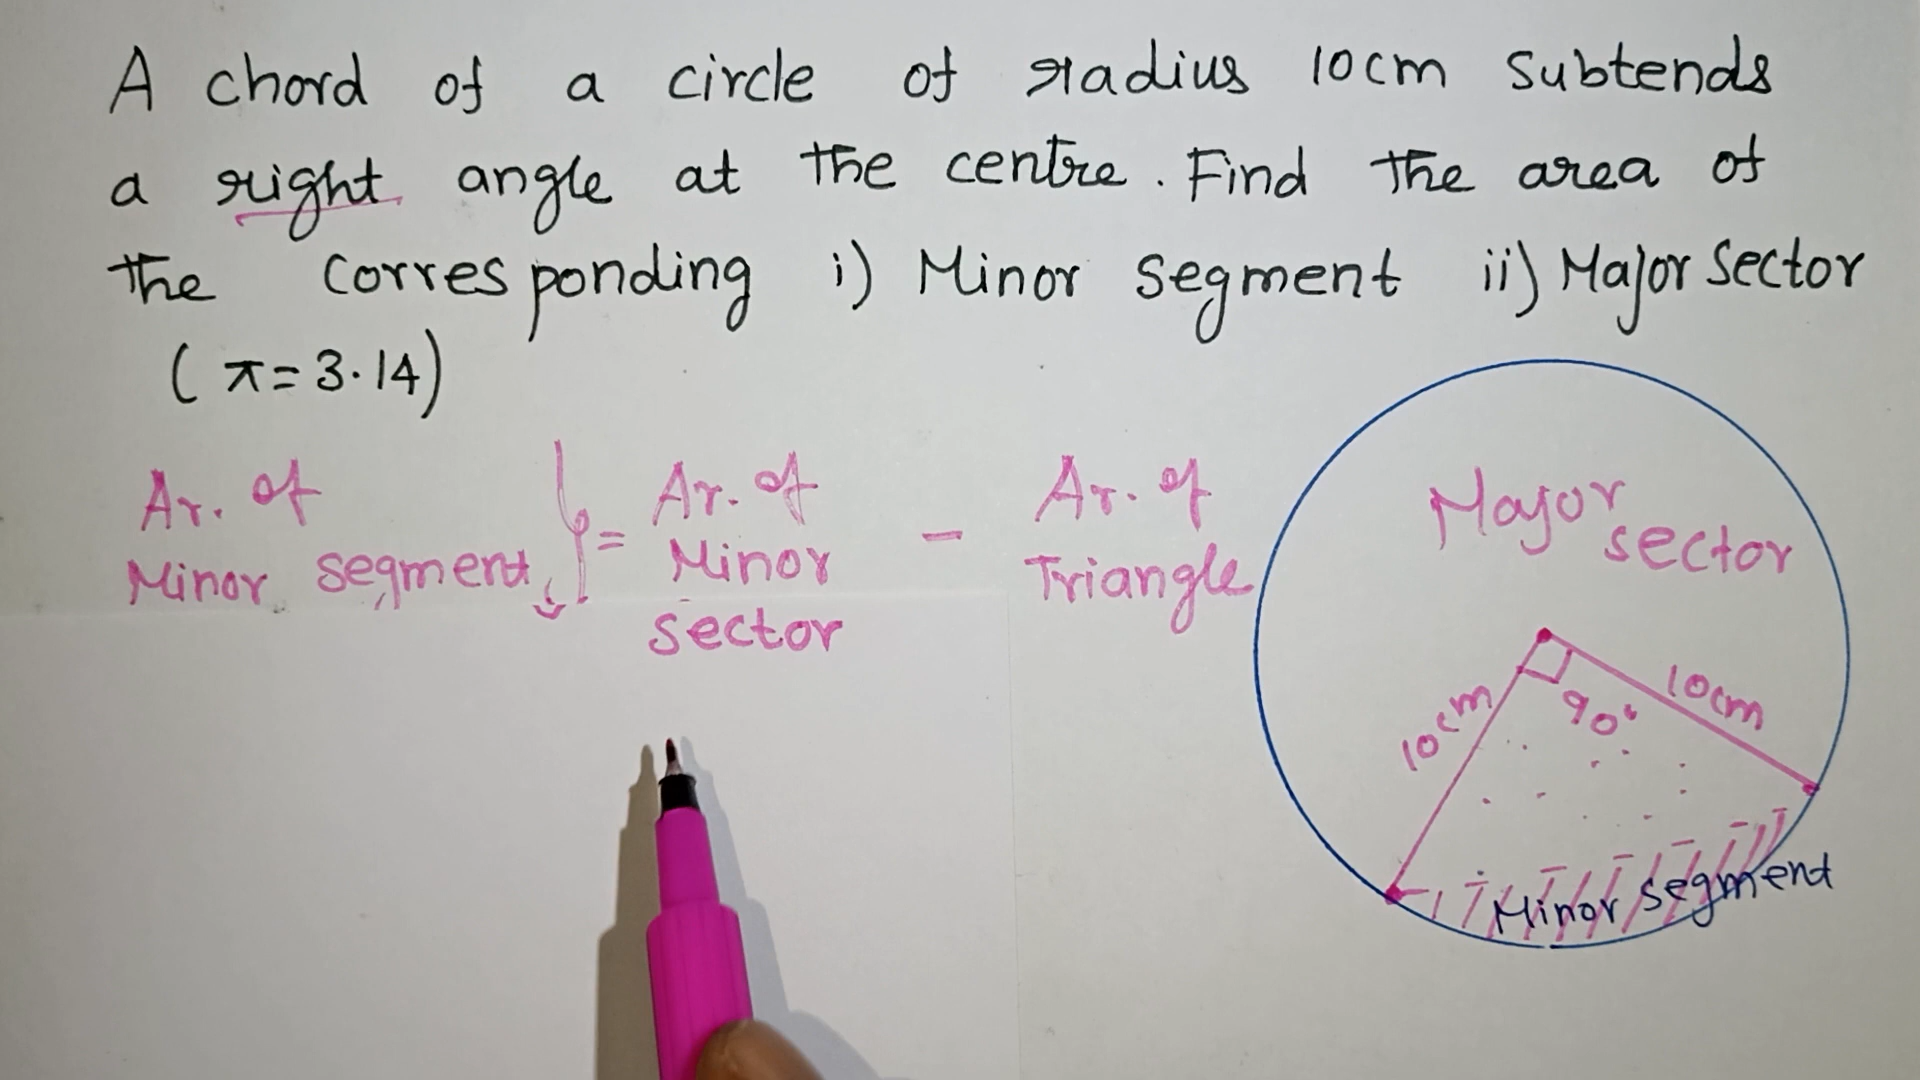 A chord of a circle of radius 10cm subtends
a right angle at the centre. Find the area of
the corresponding i) Minor segment ii) Major sector
(π=3.14)
Ar. of
Minor segment
=
Ar. of
Minor
sector
-
Ar. of
Triangle
Major
sector
10cm
90°
10cm
Minor segment